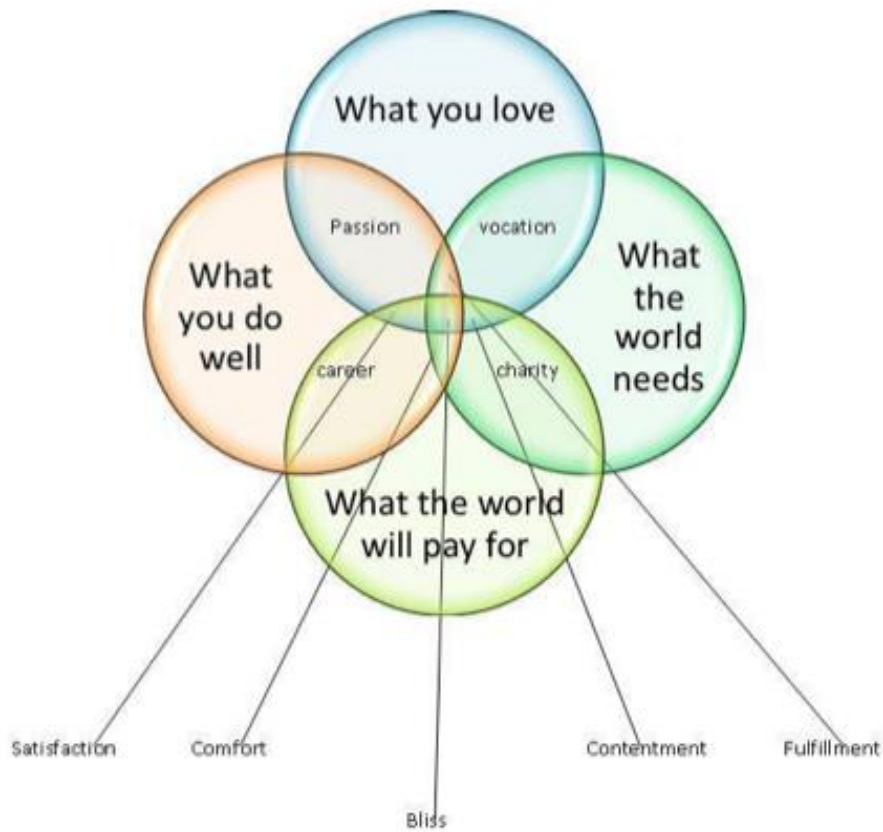 What you love
Passion
vocation
What
you do
well
What
the
world
needs
career
charity
What the world
will pay for
Satisfaction
Comfort
Contentment
Fulfillment
Bliss